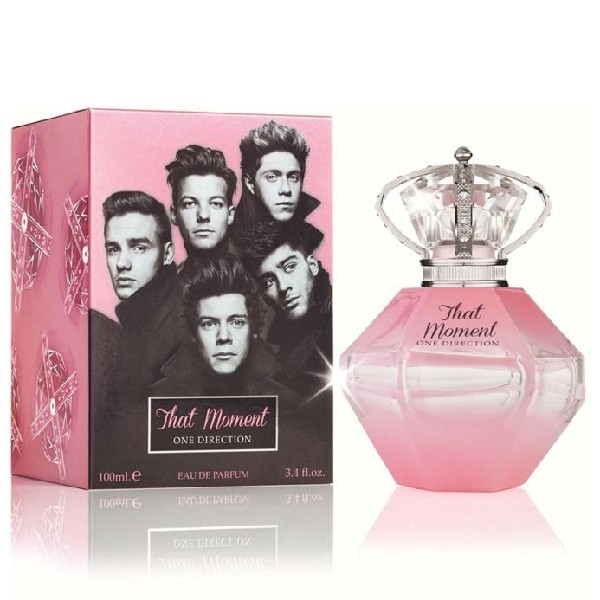 That Moment
ONE DIRECTION
100ml.e
EAU DE PARFUM
3.4 fl.oz.
That
Moment
ONE DIRECTION